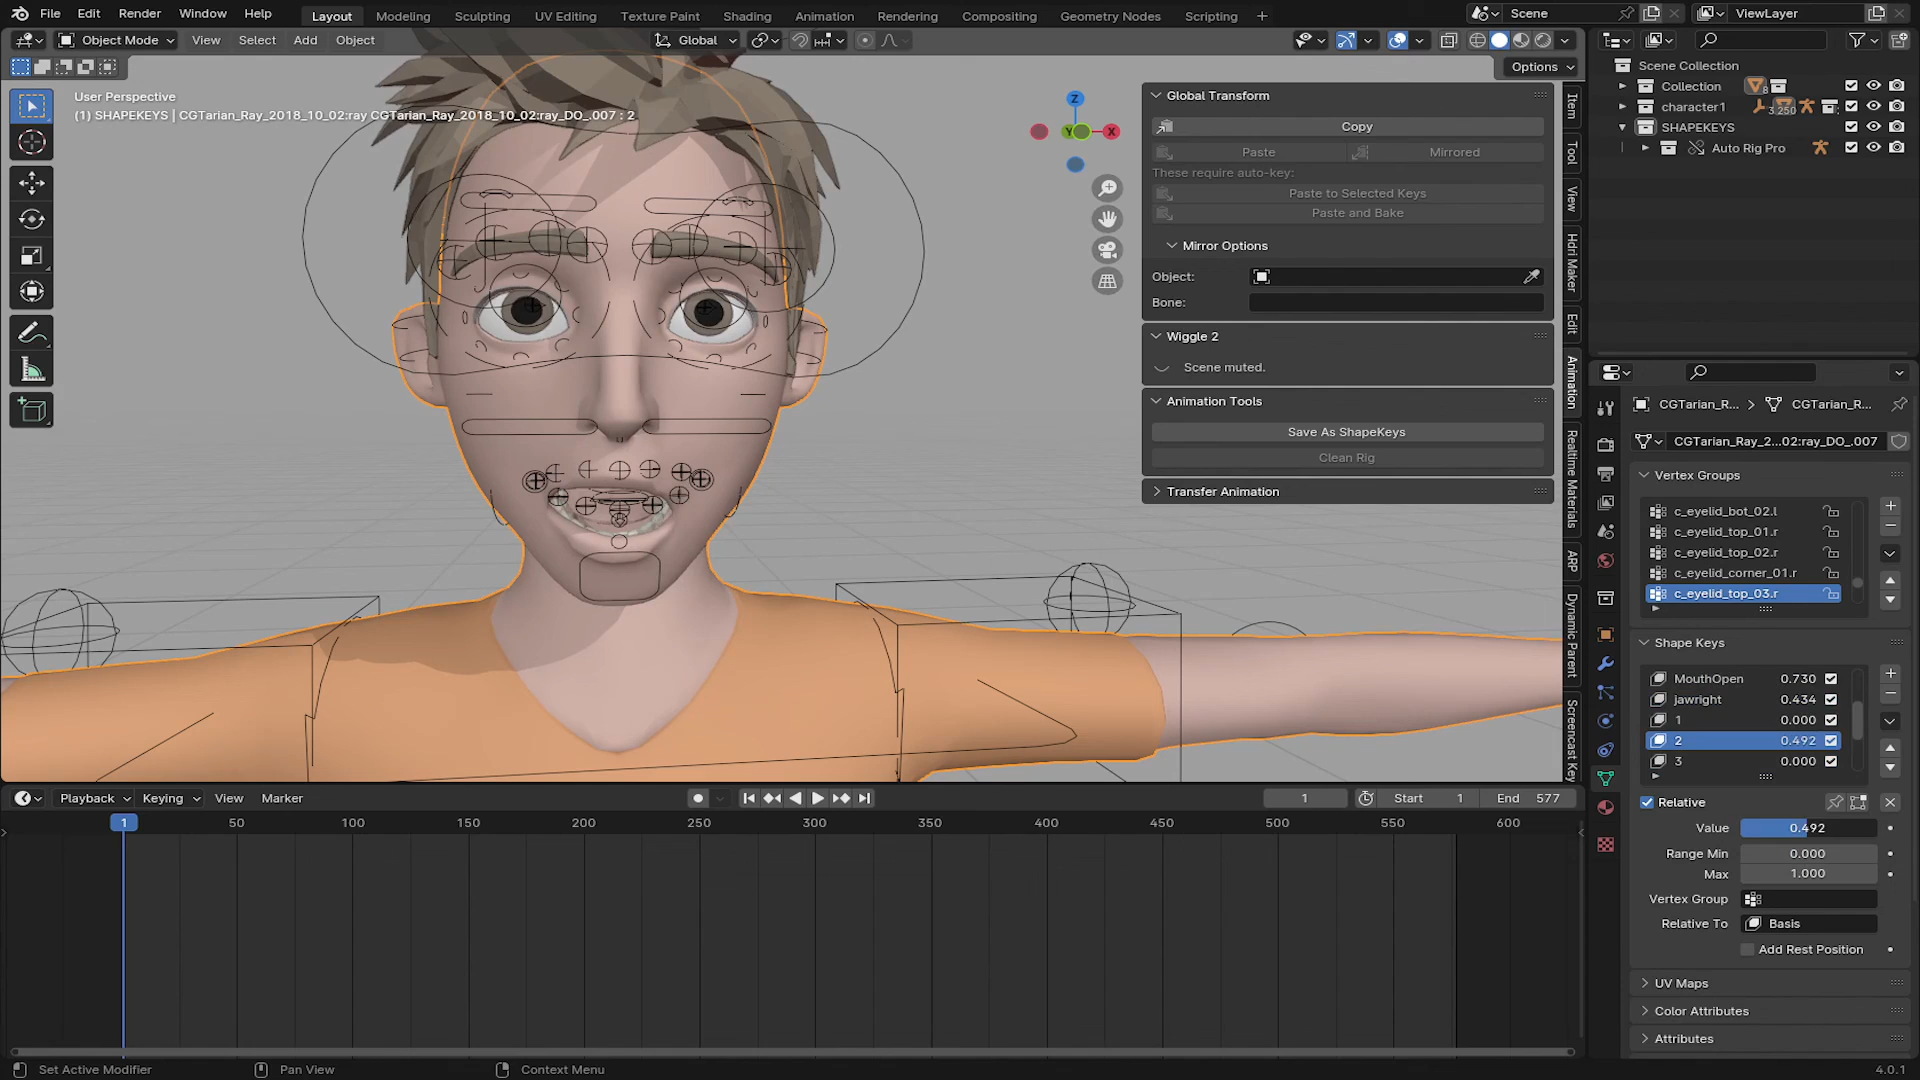 File Edit Render Window Help Layout Modeling Sculpting UV Editing Texture Paint Shading Animation Rendering Compositing Geometry Nodes Scripting + Scene ViewLayer
Object Mode View Select Add Object Global
Options
User Perspective
(1) SHAPEKEYS | CGTarian_Ray_2018_10_02:ray CGTarian_Ray_2018_10_02:ray_DO_.007 : 2
Z
Y
X
Global Transform
Copy
Paste Mirrored
These require auto-key:
Paste to Selected Keys
Paste and Bake
Mirror Options
Object:
Bone:
Wiggle 2
Scene muted.
Animation Tools
Save As ShapeKeys
Clean Rig
Transfer Animation
Item
Tool
View
Hdri Maker
Edit
Animation
Realtime Materials
ARP
Dynamic Parent
Screencast Key
Scene Collection
Collection 8
character1 3 250
SHAPEKEYS
Auto Rig Pro
CGTarian_R... > CGTarian_R...
CGTarian_Ray_2...02:ray_DO_.007
Vertex Groups
c_eyelid_bot_02.l
c_eyelid_top_01.r
c_eyelid_top_02.r
c_eyelid_corner_01.r
c_eyelid_top_03.r
Shape Keys
MouthOpen 0.730
jawright 0.434
1 0.000
2 0.492
3 0.000
Relative
Value 0.492
Range Min 0.000
Max 1.000
Vertex Group
Relative To Basis
Add Rest Position
UV Maps
Color Attributes
Attributes
Playback Keying View Marker 1 Start 1 End 577
1 50 100 150 200 250 300 350 400 450 500 550 600
Set Active Modifier Pan View Context Menu 4.0.1